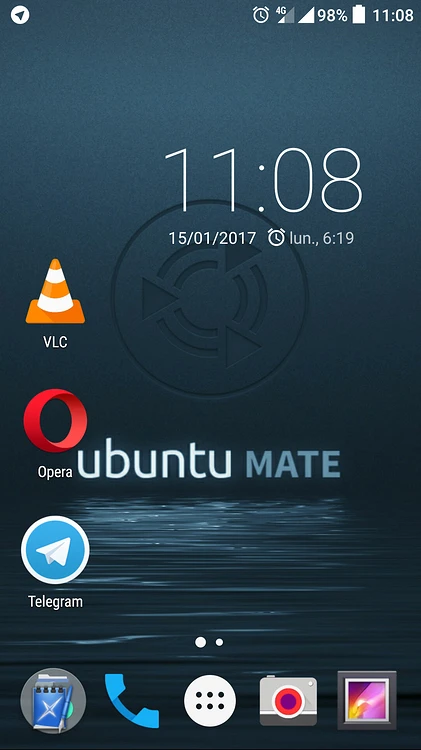 4G 98% 11:08
11:08
15/01/2017 lun., 6:19
VLC
Opera
ubuntu MATE
Telegram